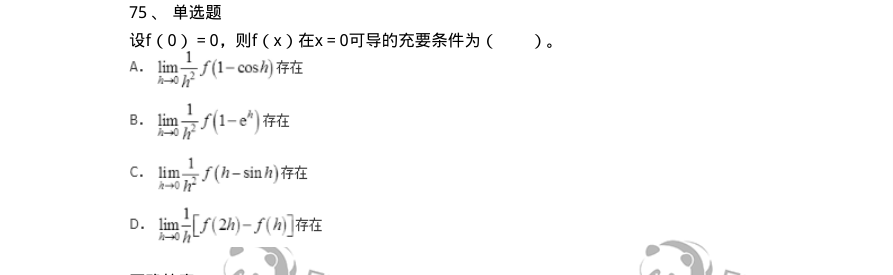 75 、 单选题
设f（0）=0，则f（x）在x=0可导的充要条件为（　　）。
A. lim_{h→0} 1/h² f(1−cosh)存在
B. lim_{h→0} 1/h² f(1−e^h)存在
C. lim_{h→0} 1/h² f(h−sinh)存在
D. lim_{h→0} 1/h [f(2h)−f(h)]存在